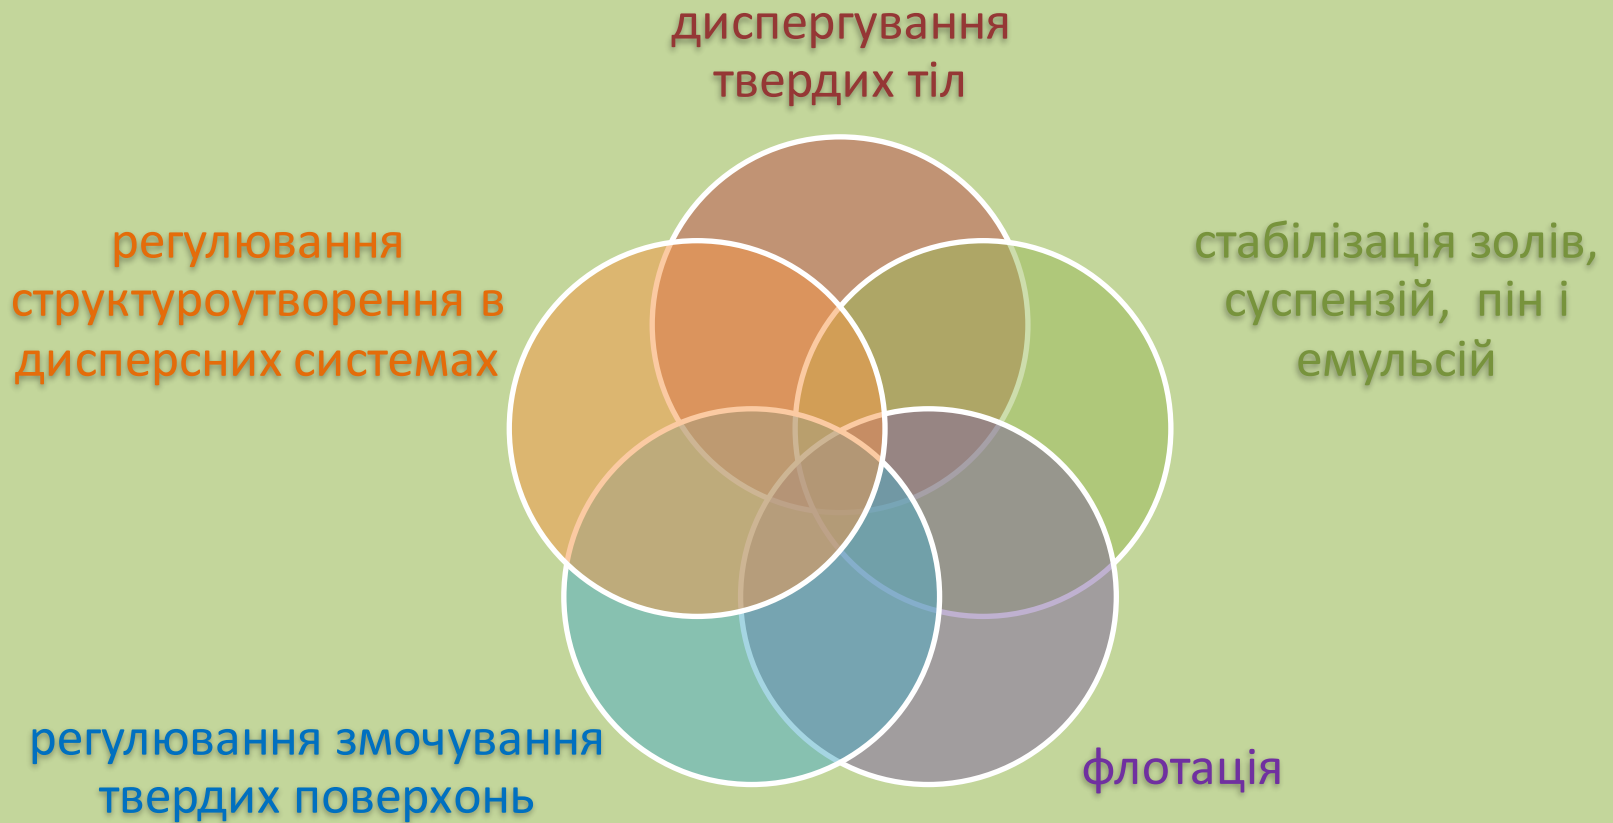 диспергування
твердих тіл
стабілізація золів,
суспензій, пін і
емульсій
флотація
регулювання змочування
твердих поверхонь
регулювання
структуроутворення в
дисперсних системах